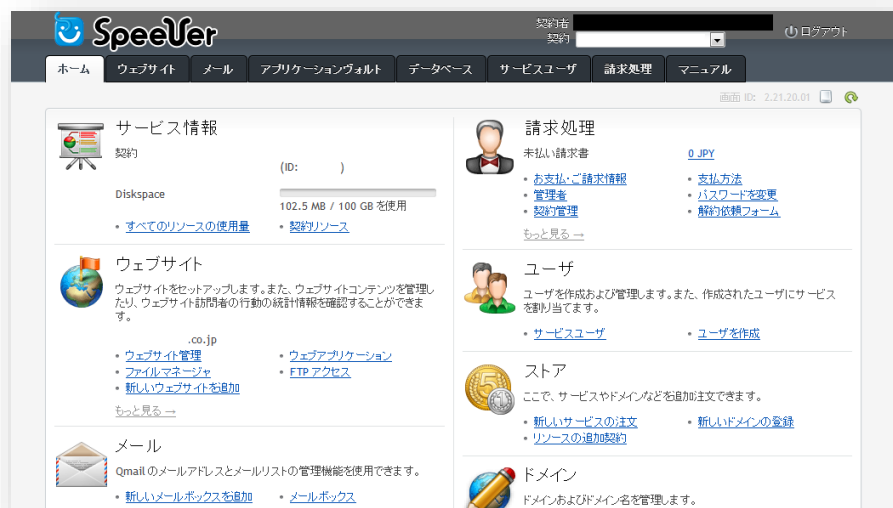 SpeeVer
契約者
契約
ログアウト
ホーム ウェブサイト メール アプリケーションヴォルト データベース サービスユーザ 請求処理 マニュアル
画面 ID: 2.21.20.01
サービス情報
契約
(ID: )
Diskspace
102.5 MB / 100 GB を使用
• すべてのリソースの使用量 • 契約リソース
ウェブサイト
ウェブサイトをセットアップします。また、ウェブサイトコンテンツを管理し
たり、ウェブサイト訪問者の行動の統計情報を確認することができま
す。
.co.jp
• ウェブサイト管理 • ウェブアプリケーション
• ファイルマネージャ • FTP アクセス
• 新しいウェブサイトを追加
もっと見る →
メール
Qmail のメールアドレスとメールリストの管理機能を使用できます。
• 新しいメールボックスを追加 • メールボックス
請求処理
未払い請求書 0 JPY
• お支払・ご請求情報 • 支払方法
• 管理者 • パスワードを変更
• 契約管理 • 解約依頼フォーム
もっと見る →
ユーザ
ユーザを作成および管理します。また、作成されたユーザにサービス
を割り当てます。
• サービスユーザ • ユーザを作成
ストア
ここで、サービスやドメインなどを追加注文できます。
• 新しいサービスの注文 • 新しいドメインの登録
• リソースの追加契約
ドメイン
ドメインおよびドメイン名を管理します。